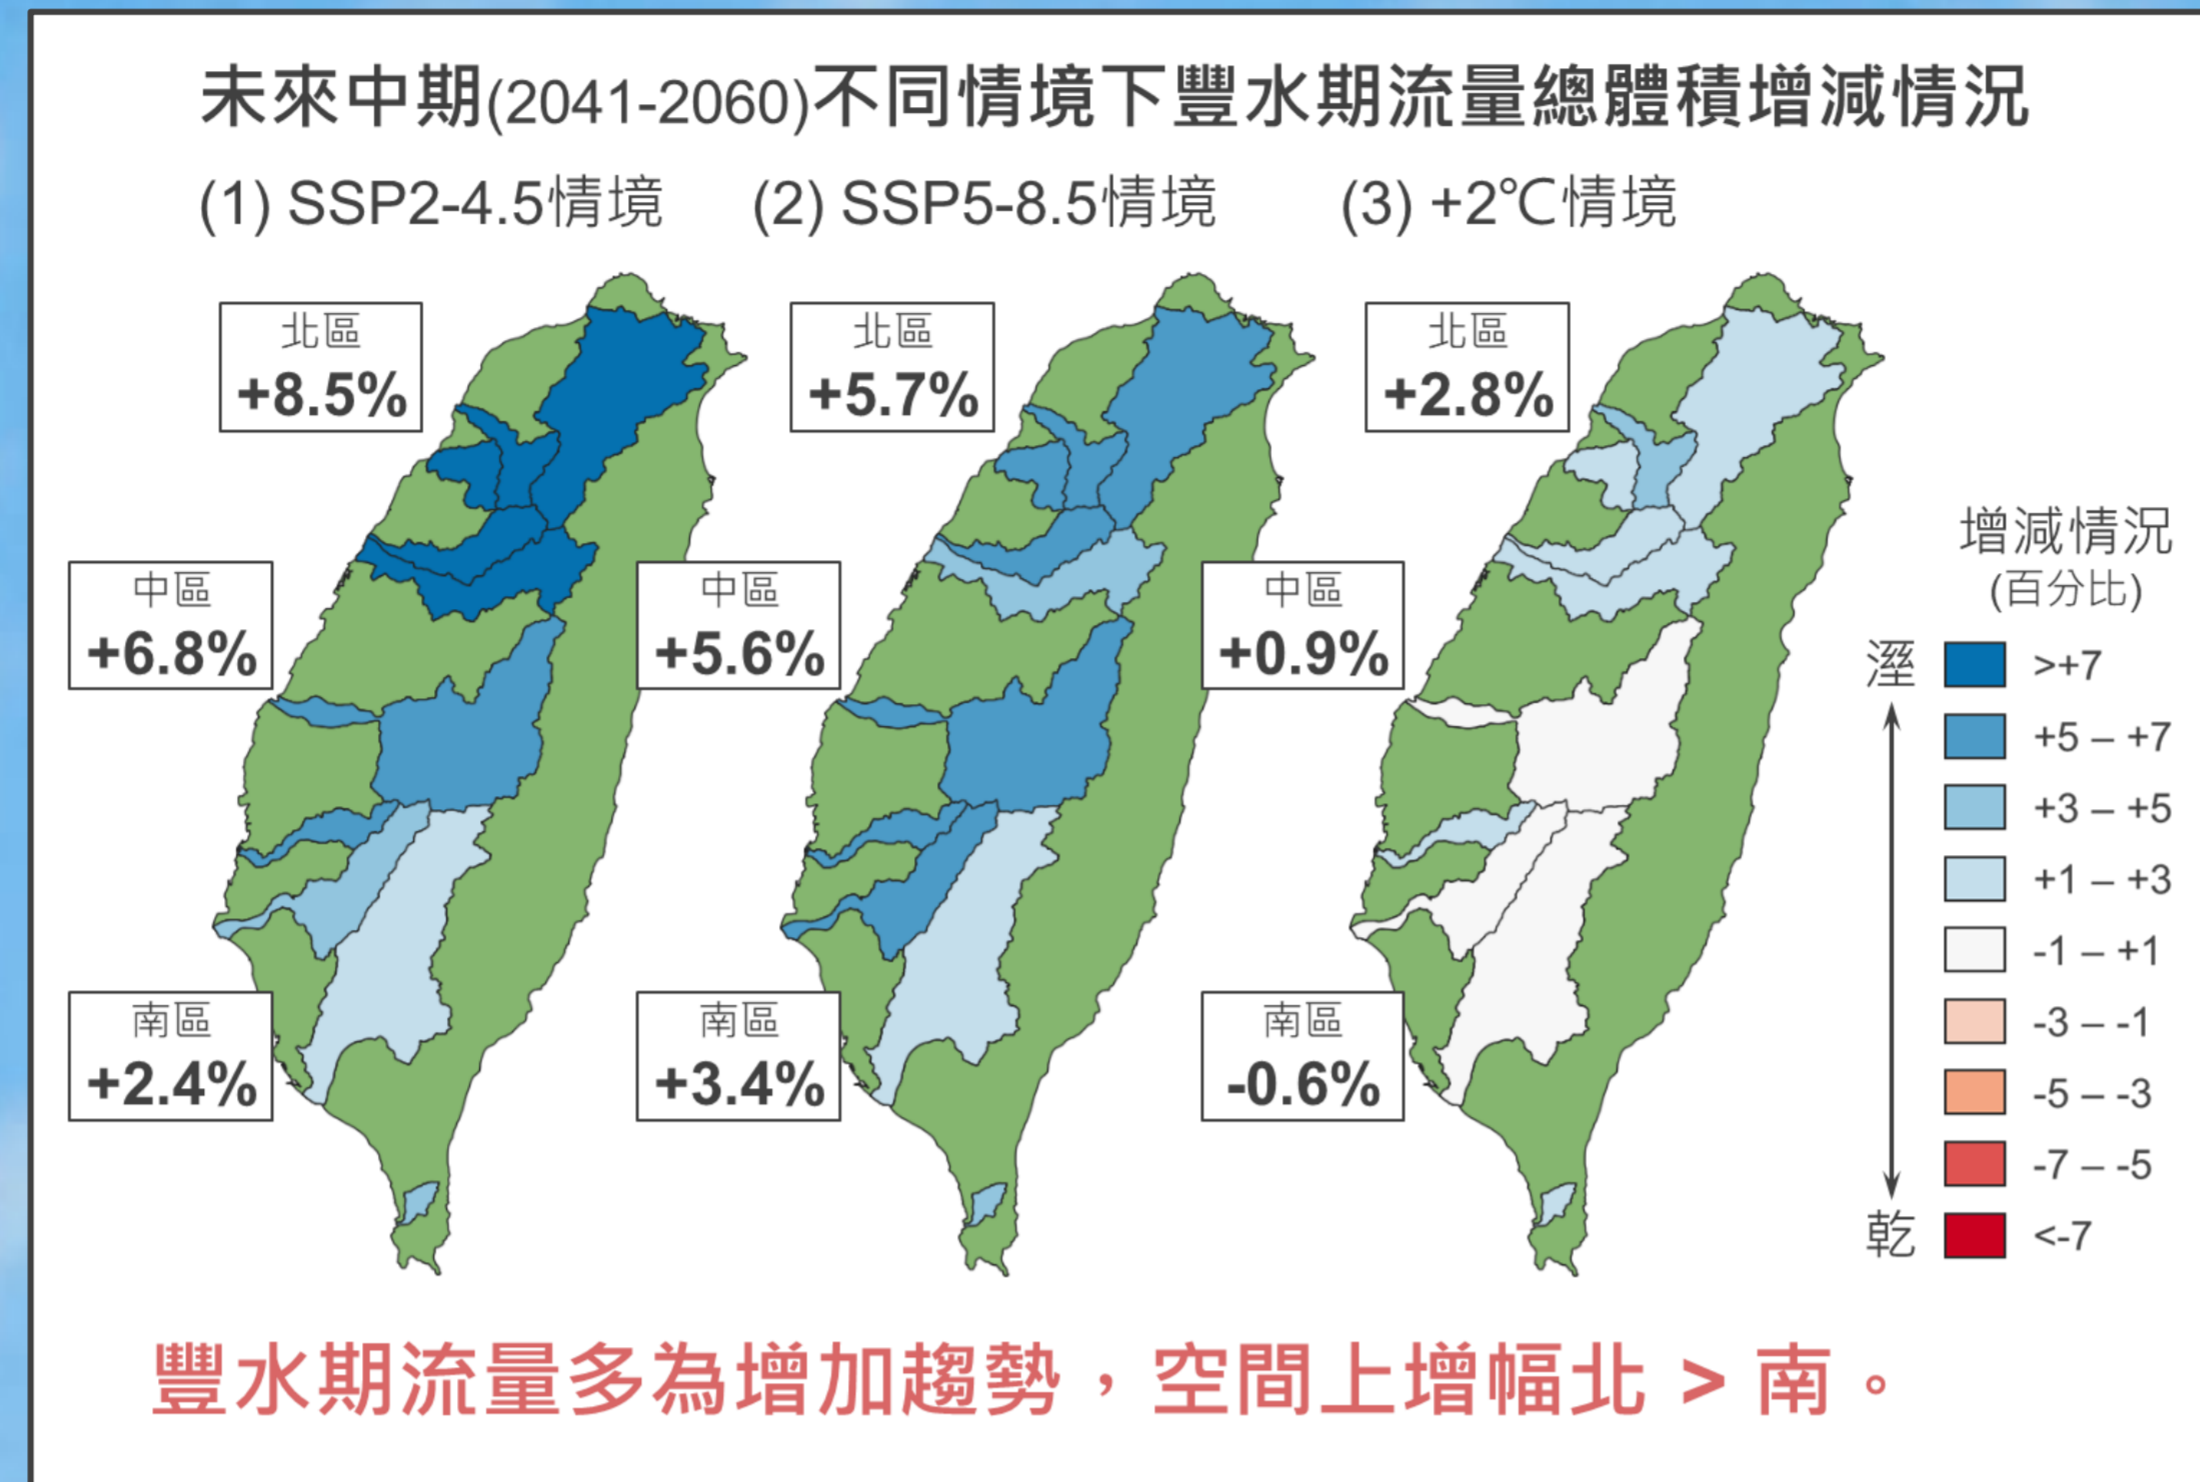 未來中期(2041-2060)不同情境下豐水期流量總體積增減情況
(1) SSP2-4.5情境
(2) SSP5-8.5情境
(3) +2℃情境
北區
+8.5%
北區
+5.7%
北區
+2.8%
中區
+6.8%
中區
+5.6%
中區
+0.9%
南區
+2.4%
南區
+3.4%
南區
-0.6%
增減情況
(百分比)
溼
>+7
+5 – +7
+3 – +5
+1 – +3
-1 – +1
-3 – -1
-5 – -3
-7 – -5
乾
<-7
豐水期流量多為增加趨勢，空間上增幅北 > 南。